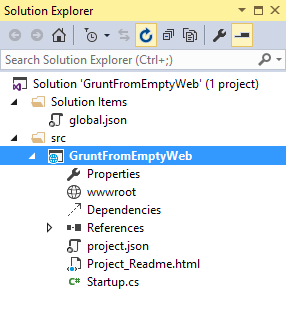 Solution Explorer
Search Solution Explorer (Ctrl+;)
Solution 'GruntFromEmptyWeb' (1 project)
Solution Items
global.json
src
GruntFromEmptyWeb
Properties
wwwroot
Dependencies
References
project.json
Project_Readme.html
C# Startup.cs